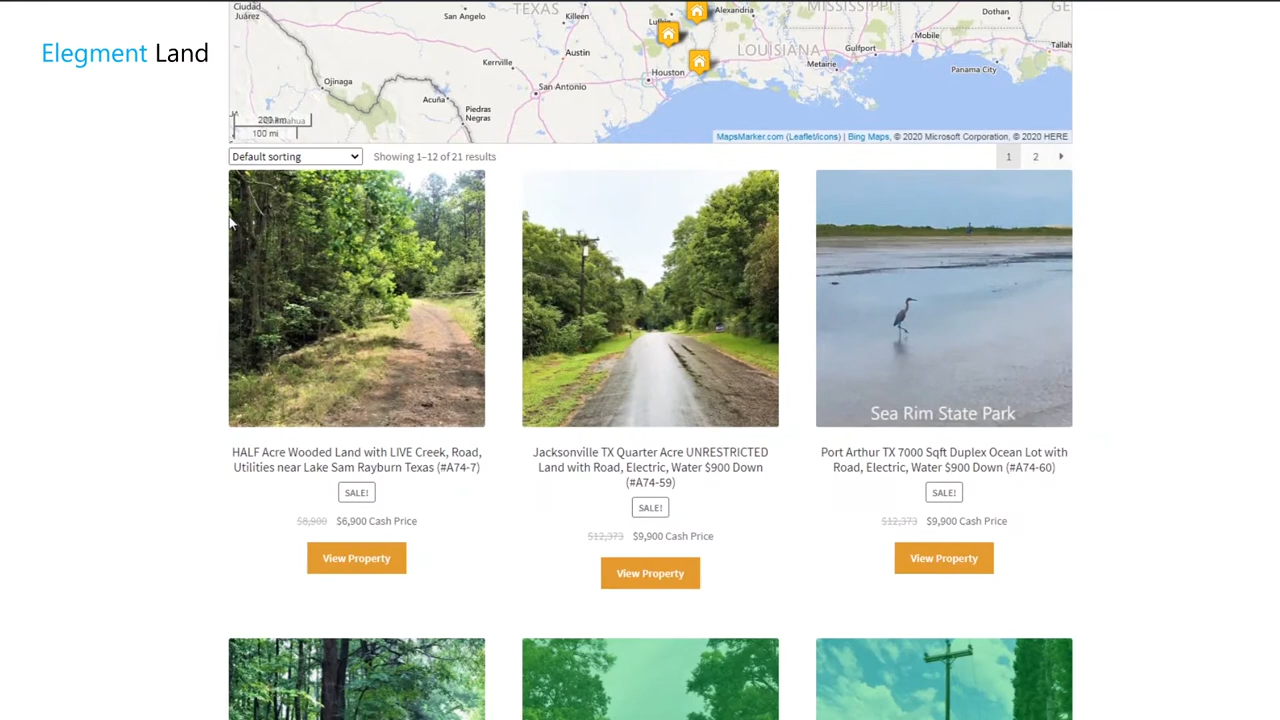 Ciudad
Juárez
San Angelo
TEXAS
Killeen
Lufkin
Alexandria
MISSISSIPPI
Dothan
GE
Elegment Land
Austin
Kerrville
LOUISIANA
Gulfport
Mobile
Tallah
Metairie
Panama City
Ojinaga
Houston
San Antonio
Acuña
Piedras
Negras
Chihuahua
200 km
100 mi
MapsMarker.com (Leaflet/icons) | Bing Maps, © 2020 Microsoft Corporation, © 2020 HERE
Default sorting
Showing 1–12 of 21 results
1 2
Sea Rim State Park
HALF Acre Wooded Land with LIVE Creek, Road,
Utilities near Lake Sam Rayburn Texas (#A74-7)
SALE!
$8,900 $6,900 Cash Price
View Property
Jacksonville TX Quarter Acre UNRESTRICTED
Land with Road, Electric, Water $900 Down
(#A74-59)
SALE!
$12,373 $9,900 Cash Price
View Property
Port Arthur TX 7000 Sqft Duplex Ocean Lot with
Road, Electric, Water $900 Down (#A74-60)
SALE!
$12,373 $9,900 Cash Price
View Property